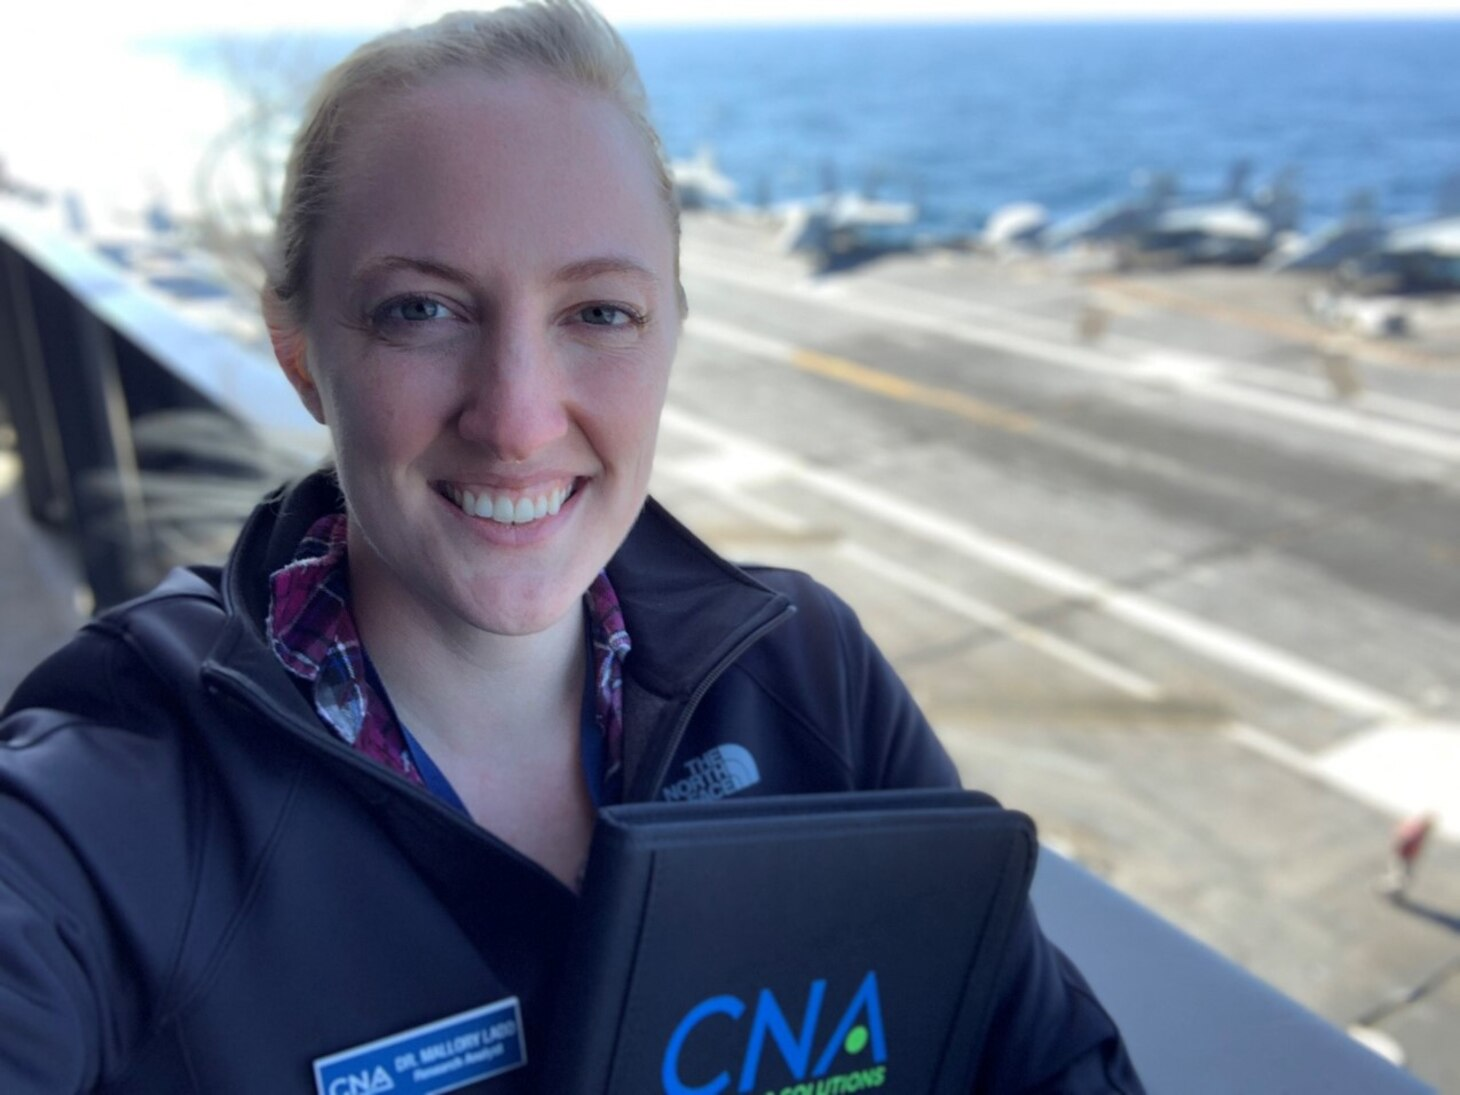 THE
NORTH
FACE
CNA
DR. MALLORY LADD
Research Analyst
CNA
SOLUTIONS